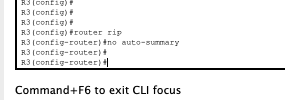 R3(config)#
R3(config)#
R3(config)#
R3(config)#router rip
R3(config-router)#no auto-summary
R3(config-router)#
R3(config-router)#
Command+F6 to exit CLI focus